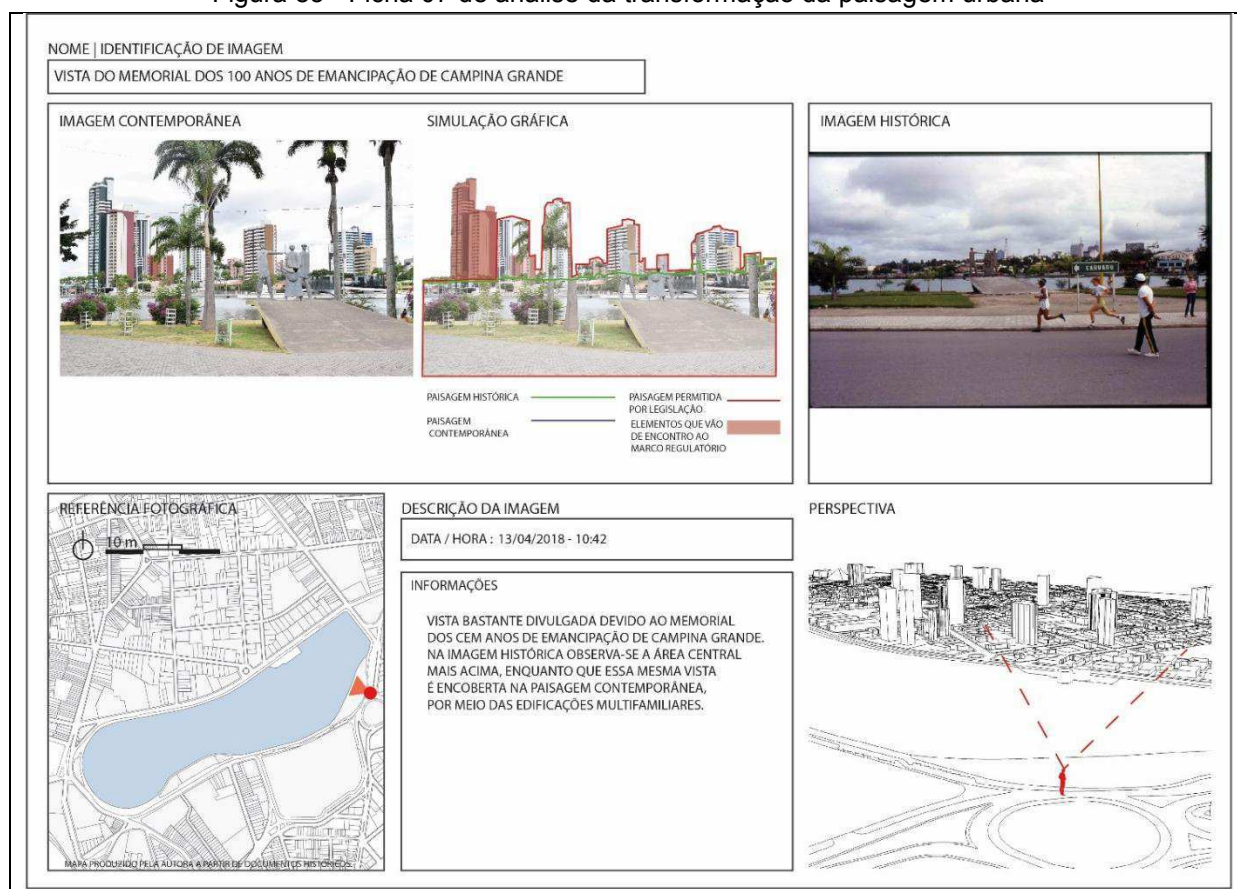 NOME | IDENTIFICAÇÃO DE IMAGEM
VISTA DO MEMORIAL DOS 100 ANOS DE EMANCIPAÇÃO DE CAMPINA GRANDE
IMAGEM CONTEMPORÂNEA
SIMULAÇÃO GRÁFICA
PAISAGEM HISTÓRICA
PAISAGEM
CONTEMPORÂNEA
PAISAGEM PERMITIDA
POR LEGISLAÇÃO
ELEMENTOS QUE VÃO
DE ENCONTRO AO
MARCO REGULATÓRIO
IMAGEM HISTÓRICA
REFERÊNCIA FOTOGRÁFICA
10 m
MAPA PRODUZIDO PELA AUTORA A PARTIR DE DOCUMENTOS HISTÓRICOS.
DESCRIÇÃO DA IMAGEM
DATA / HORA : 13/04/2018 - 10:42
INFORMAÇÕES
VISTA BASTANTE DIVULGADA DEVIDO AO MEMORIAL
DOS CEM ANOS DE EMANCIPAÇÃO DE CAMPINA GRANDE.
NA IMAGEM HISTÓRICA OBSERVA-SE A ÁREA CENTRAL
MAIS ACIMA, ENQUANTO QUE ESSA MESMA VISTA
É ENCOBERTA NA PAISAGEM CONTEMPORÂNEA,
POR MEIO DAS EDIFICAÇÕES MULTIFAMILIARES.
PERSPECTIVA